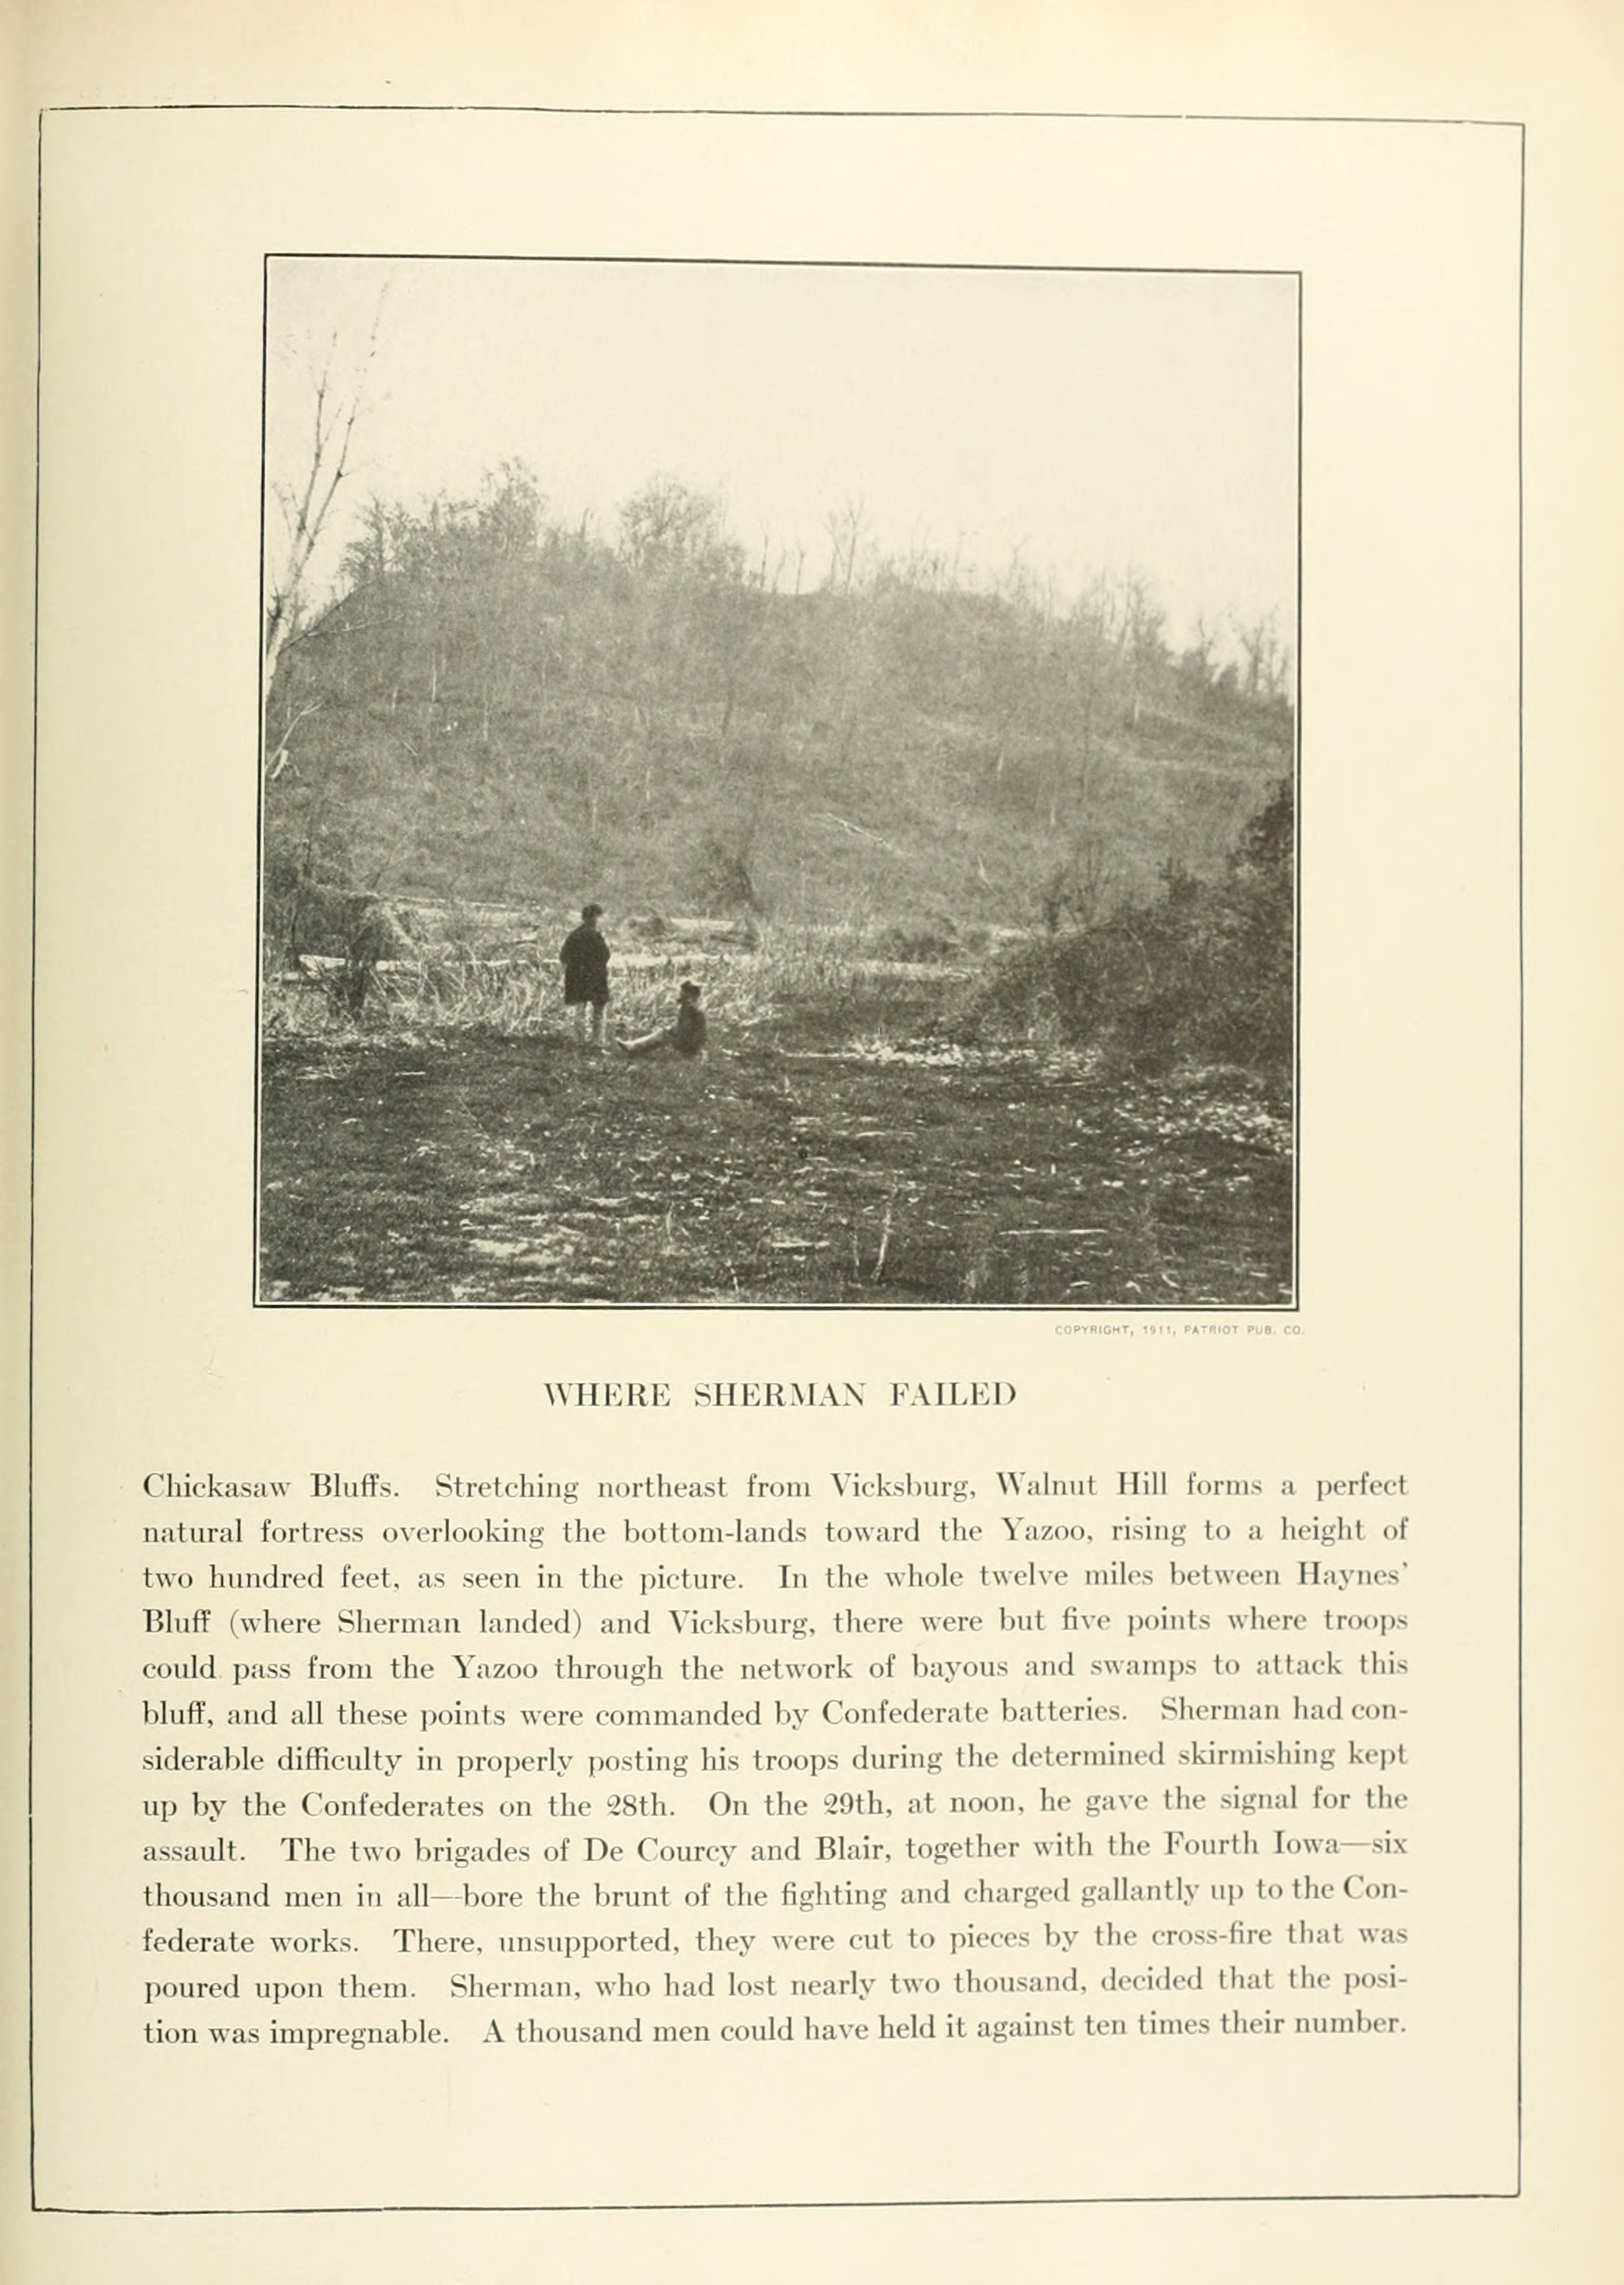 COPYRIGHT, 1911, PATRIOT PUB. CO.
WHERE SHERMAN FAILED
Chickasaw Bluffs. Stretching northeast from Vicksburg, Walnut Hill forms a perfect
natural fortress overlooking the bottom-lands toward the Yazoo, rising to a height of
two hundred feet, as seen in the picture. In the whole twelve miles between Haynes'
Bluff (where Sherman landed) and Vicksburg, there were but five points where troops
could pass from the Yazoo through the network of bayous and swamps to attack this
bluff, and all these points were commanded by Confederate batteries. Sherman had con-
siderable difficulty in properly posting his troops during the determined skirmishing kept
up by the Confederates on the 28th. On the 29th, at noon, he gave the signal for the
assault. The two brigades of De Courcy and Blair, together with the Fourth Iowa—six
thousand men in all—bore the brunt of the fighting and charged gallantly up to the Con-
federate works. There, unsupported, they were cut to pieces by the cross-fire that was
poured upon them. Sherman, who had lost nearly two thousand, decided that the posi-
tion was impregnable. A thousand men could have held it against ten times their number.